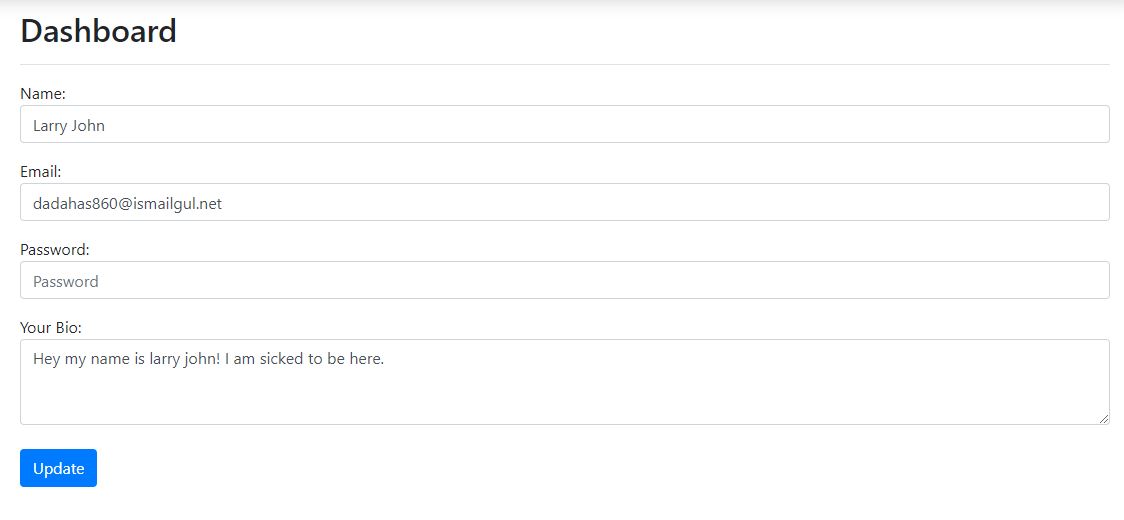 Dashboard
Name:
Larry John
Email:
dadahas860@ismailgul.net
Password:
Password
Your Bio:
Hey my name is larry john! I am sicked to be here.
Update